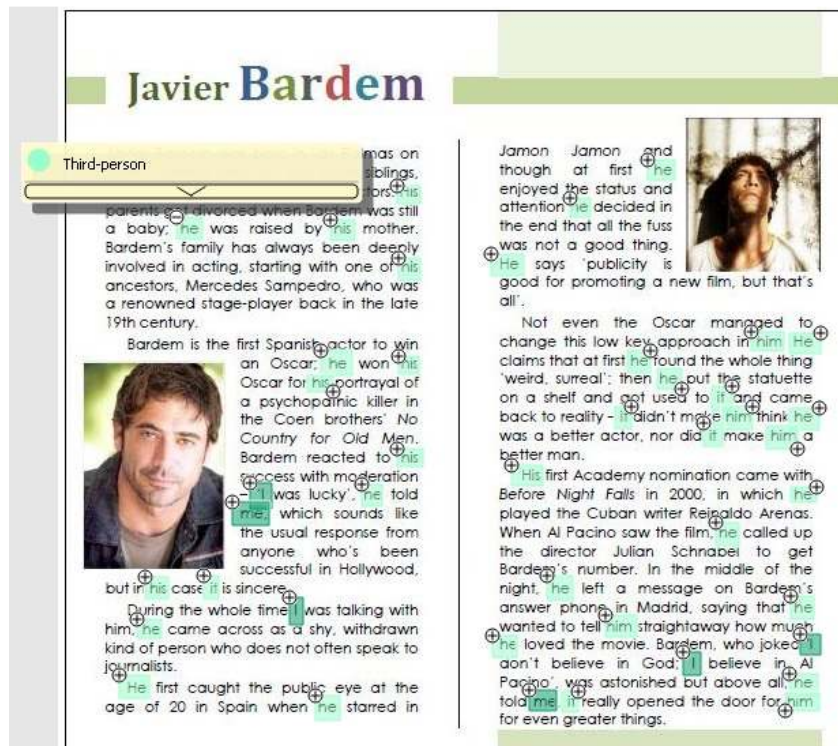 Javier Bardem
Third-person
mas on
siblings,
ctors. His
parents got divorced when Bardem was still
a baby; he was raised by his mother.
Bardem's family has always been deeply
involved in acting, starting with one of his
ancestors, Mercedes Sampedro, who was
a renowned stage-player back in the late
19th century.
Bardem is the first Spanish actor to win
an Oscar; he won his
Oscar for his portrayal of
a psychopathic killer in
the Coen brothers' No
Country for Old Men.
Bardem reacted to his
success with moderation
– 'I was lucky', he told
me, which sounds like
the usual response from
anyone who's been
successful in Hollywood,
but in his case it is sincere.
During the whole time I was talking with
him, he came across as a shy, withdrawn
kind of person who does not often speak to
journalists.
He first caught the public eye at the
age of 20 in Spain when he starred in
Jamon Jamon and
though at first he
enjoyed the status and
attention he decided in
the end that all the fuss
was not a good thing.
He says 'publicity is
good for promoting a new film, but that's
all'.
Not even the Oscar managed to
change this low key approach in him. He
claims that at first he found the whole thing
'weird, surreal'; then he put the statuette
on a shelf and got used to it and came
back to reality – it didn't make him think he
was a better actor, nor did it make him a
better man.
His first Academy nomination came with
Before Night Falls in 2000, in which he
played the Cuban writer Reinaldo Arenas.
When Al Pacino saw the film, he called up
the director Julian Schnabel to get
Bardem's number. In the middle of the
night, he left a message on Bardem's
answer phone in Madrid, saying that he
wanted to tell him straightaway how much
he loved the movie. Bardem, who joked 'I
don't believe in God; I believe in Al
Pacino', was astonished but above all, he
told me, it really opened the door for him
for even greater things.